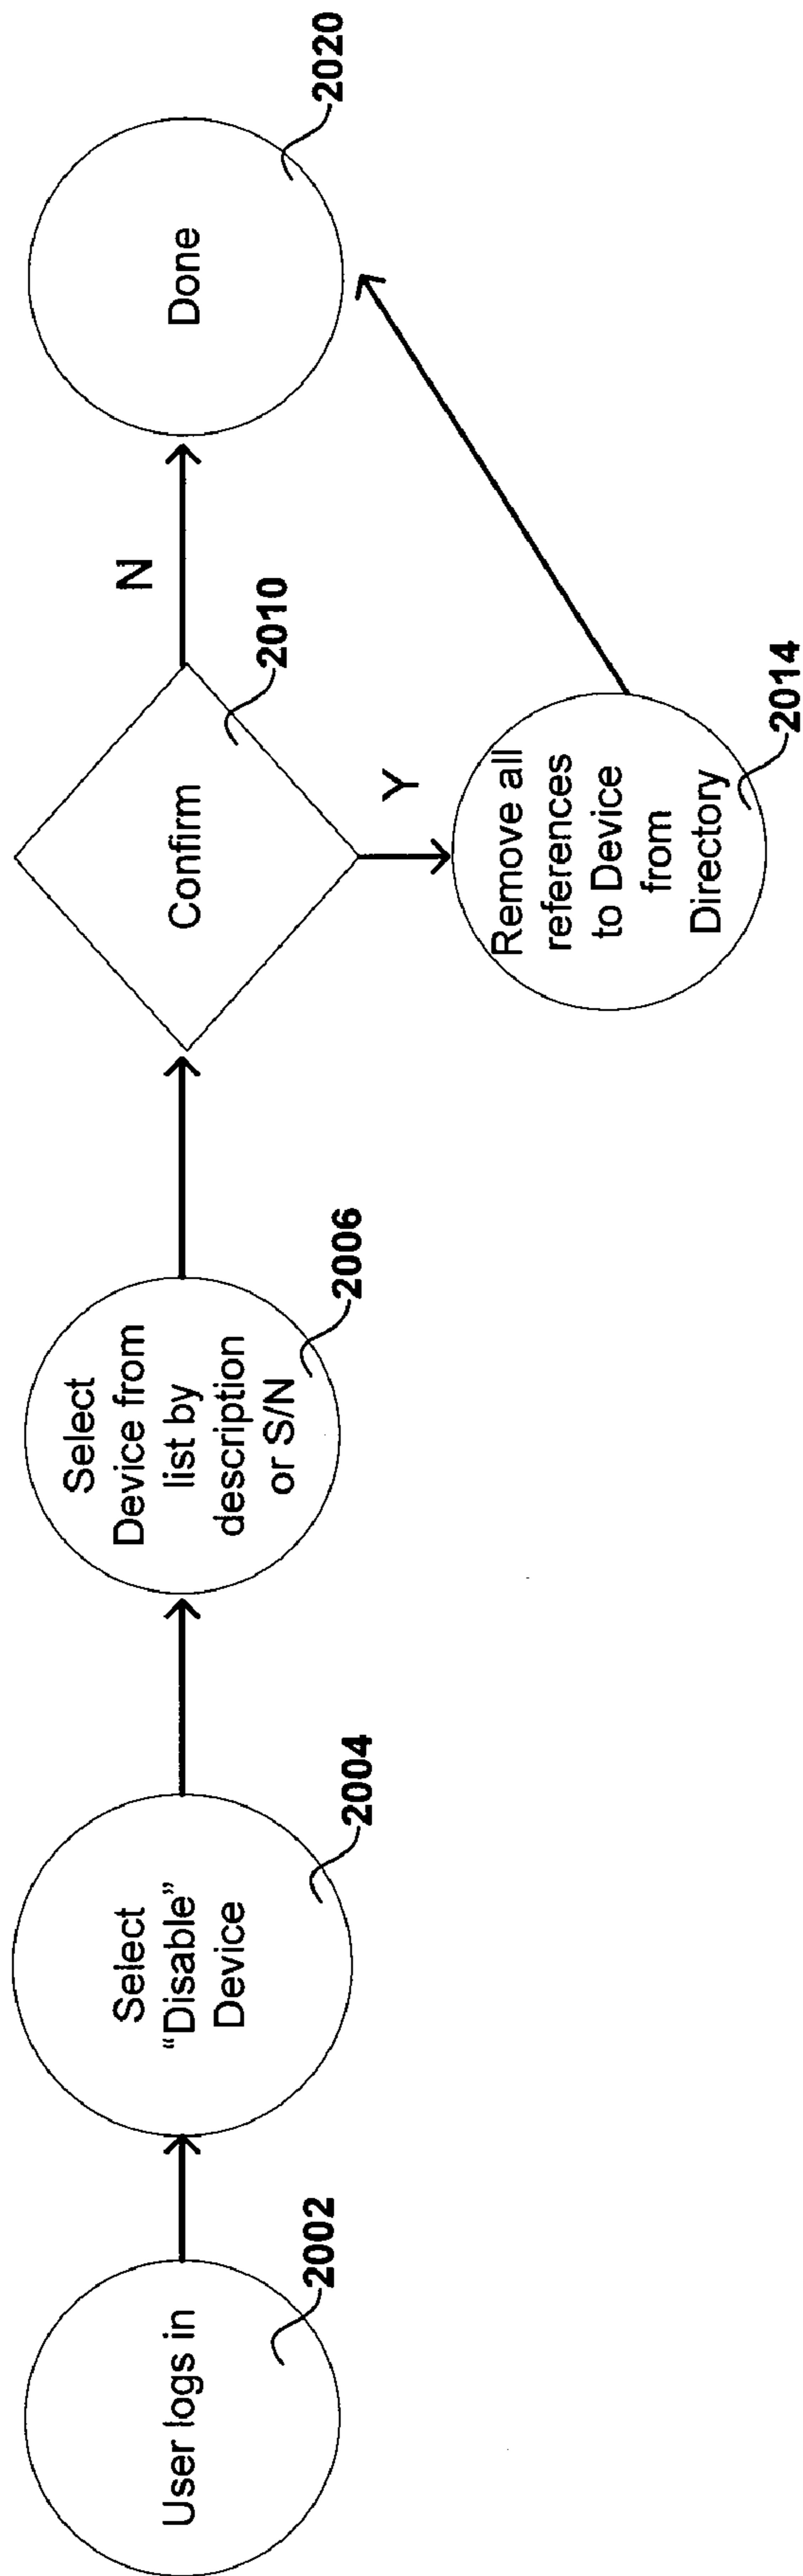 User logs in
2002
Select
“Disable”
Device
2004
Select
Device from
list by
description
or S/N
2006
Confirm
2010
N
Y
Remove all
references
to Device
from
Directory
2014
Done
2020